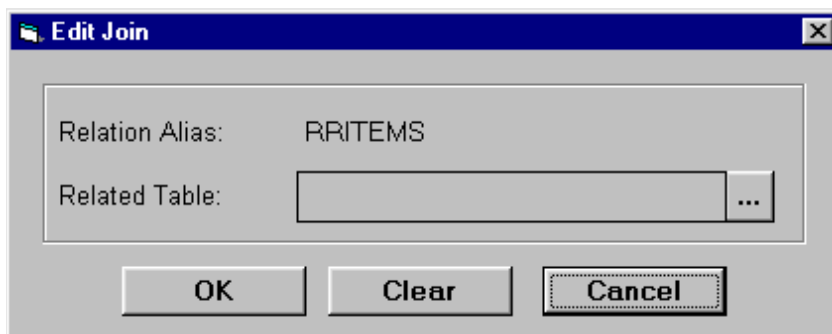 Edit Join
Relation Alias: RRITEMS
Related Table: ...
OK Clear Cancel